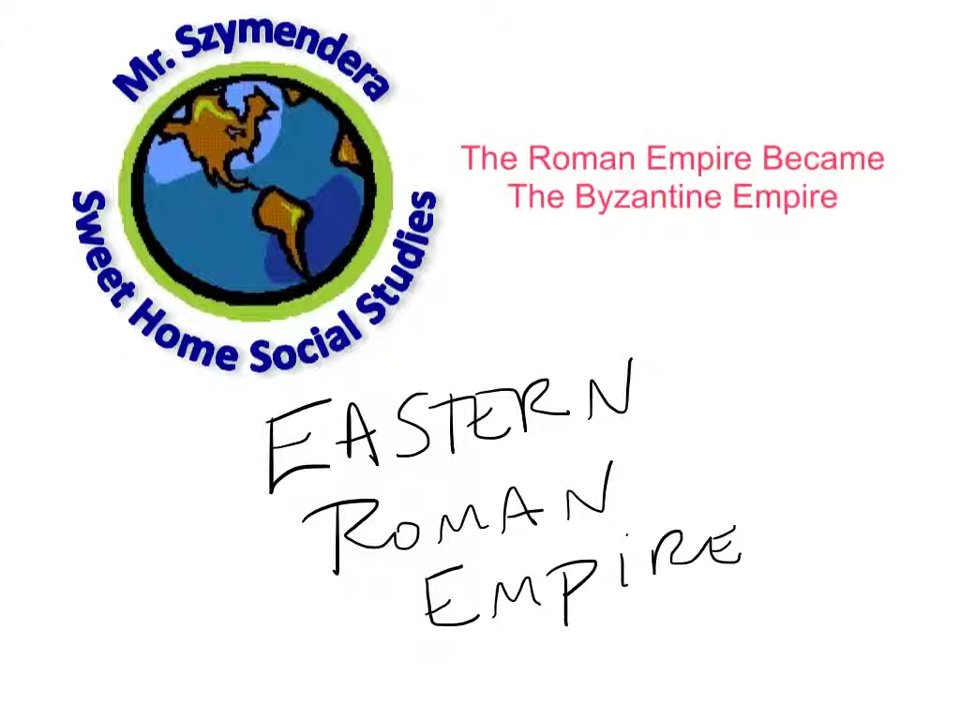 Mr. Szymendera
Sweet Home Social Studies
The Roman Empire Became
The Byzantine Empire
EASTERN
ROMAN
EMPiRE